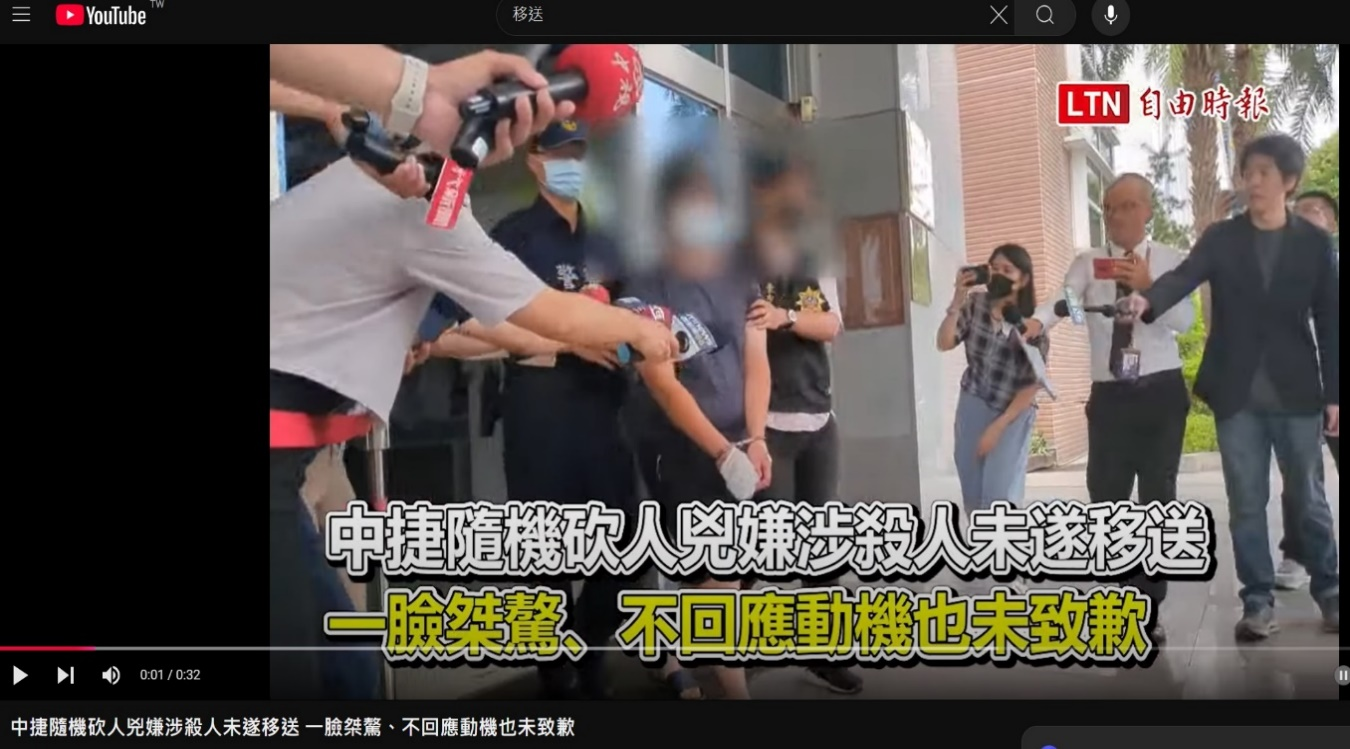 YouTube TW
移送
LTN 自由時報
警
中捷隨機砍人兇嫌涉殺人未遂移送
一臉桀驁、不回應動機也未致歉
0:01 / 0:32
中捷隨機砍人兇嫌涉殺人未遂移送 一臉桀驁、不回應動機也未致歉